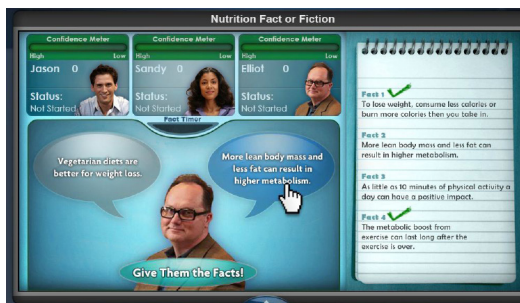 Nutrition Fact or Fiction
Confidence Meter
High Low
Jason 0
Status:
Not Started
Confidence Meter
High Low
Sandy 0
Status:
Not Started
Confidence Meter
High Low
Elliot 0
Status:
Not Started
Fact Timer
Vegetarian diets are
better for weight loss.
More lean body mass and
less fat can result in
higher metabolism.
Give Them the Facts!
Fact 1
To lose weight, consume less calories or
burn more calories then you take in.
Fact 2
More lean body mass and less fat can
result in higher metabolism.
Fact 3
As little as 10 minutes of physical activity a
day can have a positive impact.
Fact 4
The metabolic boost from
exercise can last long after the
exercise is over.